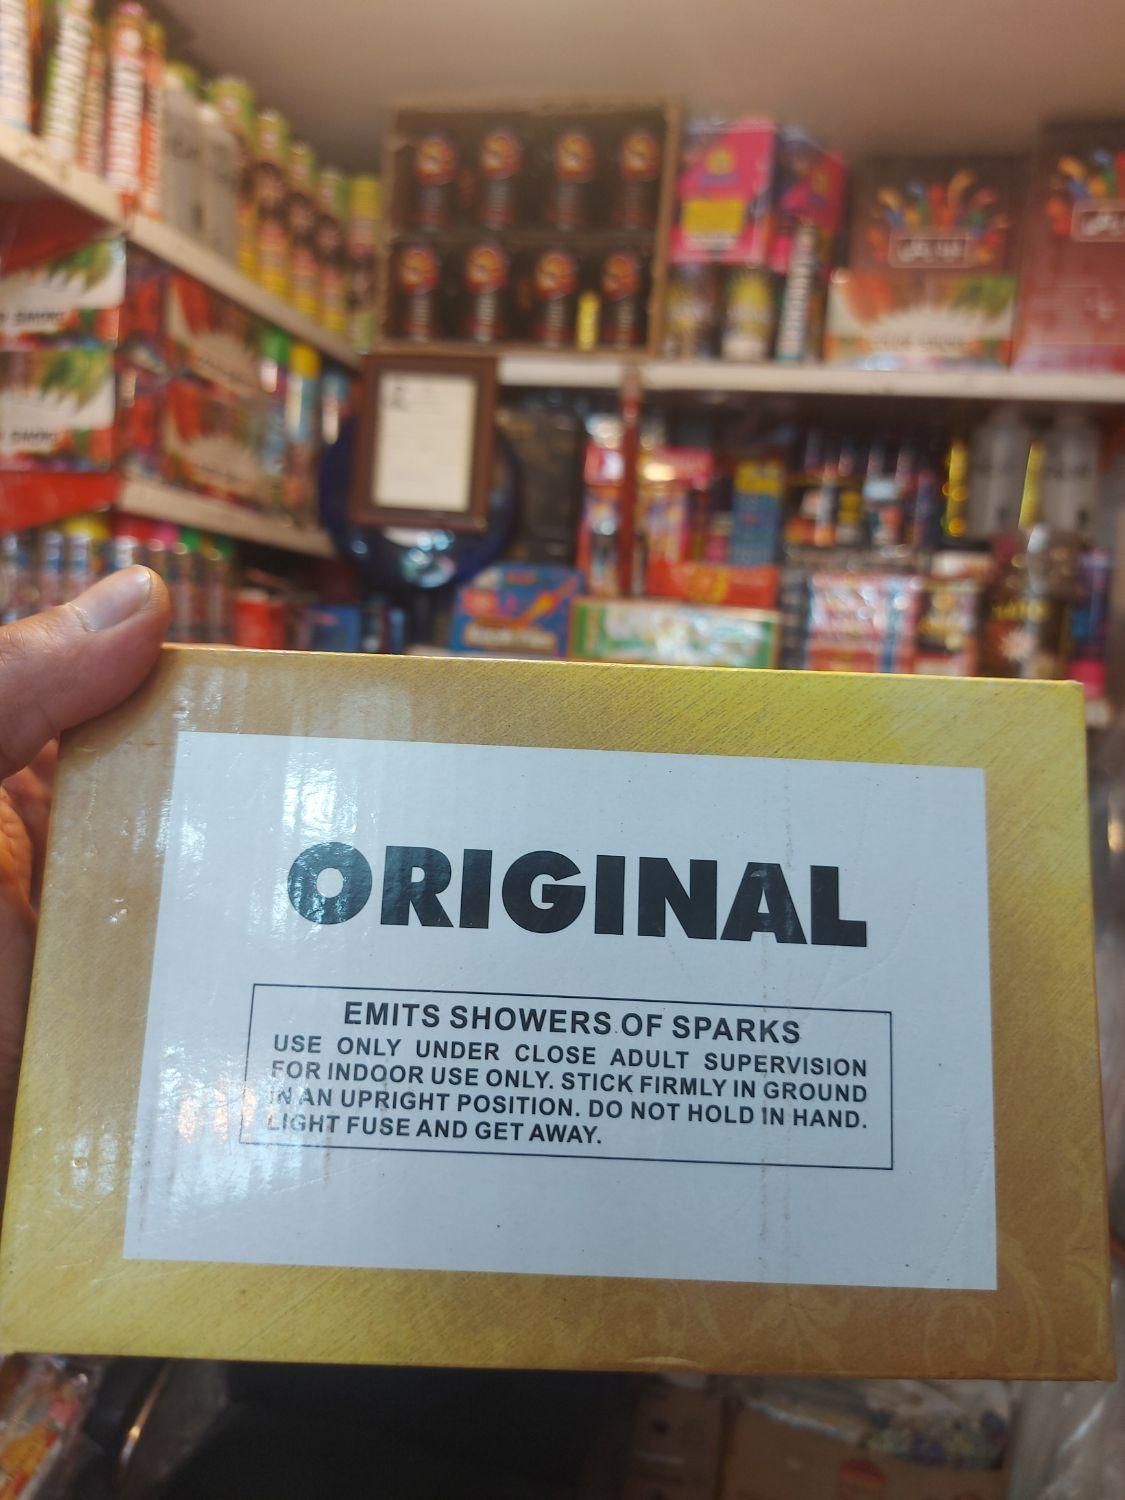 ORIGINAL
EMITS SHOWERS OF SPARKS
USE ONLY UNDER CLOSE ADULT SUPERVISION
FOR INDOOR USE ONLY. STICK FIRMLY IN GROUND
IN AN UPRIGHT POSITION. DO NOT HOLD IN HAND.
LIGHT FUSE AND GET AWAY.